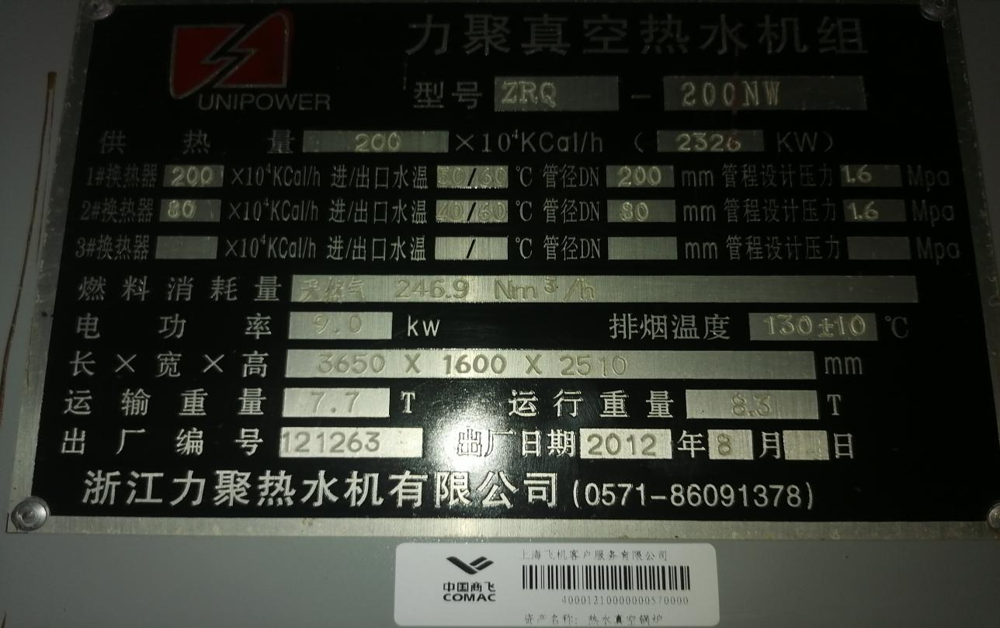 力聚真空热水机组
UNIPOWER
型号 ZRQ - 200NW
供热量 200 ×10⁴KCal/h ( 2326 KW)
1#换热器 200 ×10⁴KCal/h 进/出口水温 50/60 ℃ 管径DN 200 mm 管程设计压力 1.6 Mpa
2#换热器 80 ×10⁴KCal/h 进/出口水温 40/60 ℃ 管径DN 80 mm 管程设计压力 1.6 Mpa
3#换热器 ×10⁴KCal/h 进/出口水温 / ℃ 管径DN mm 管程设计压力 Mpa
燃料消耗量 天然气 246.9 Nm³/h
电功率 9.0 kw 排烟温度 130±10 ℃
长×宽×高 3650 X 1600 X 2510 mm
运输重量 7.7 T 运行重量 8.3 T
出厂编号 121263 出厂日期 2012 年 8 月 日
浙江力聚热水机有限公司(0571-86091378)
上海飞机客户服务有限公司
中国商飞
COMAC
40001210000000570000
资产名称: 热水真空锅炉